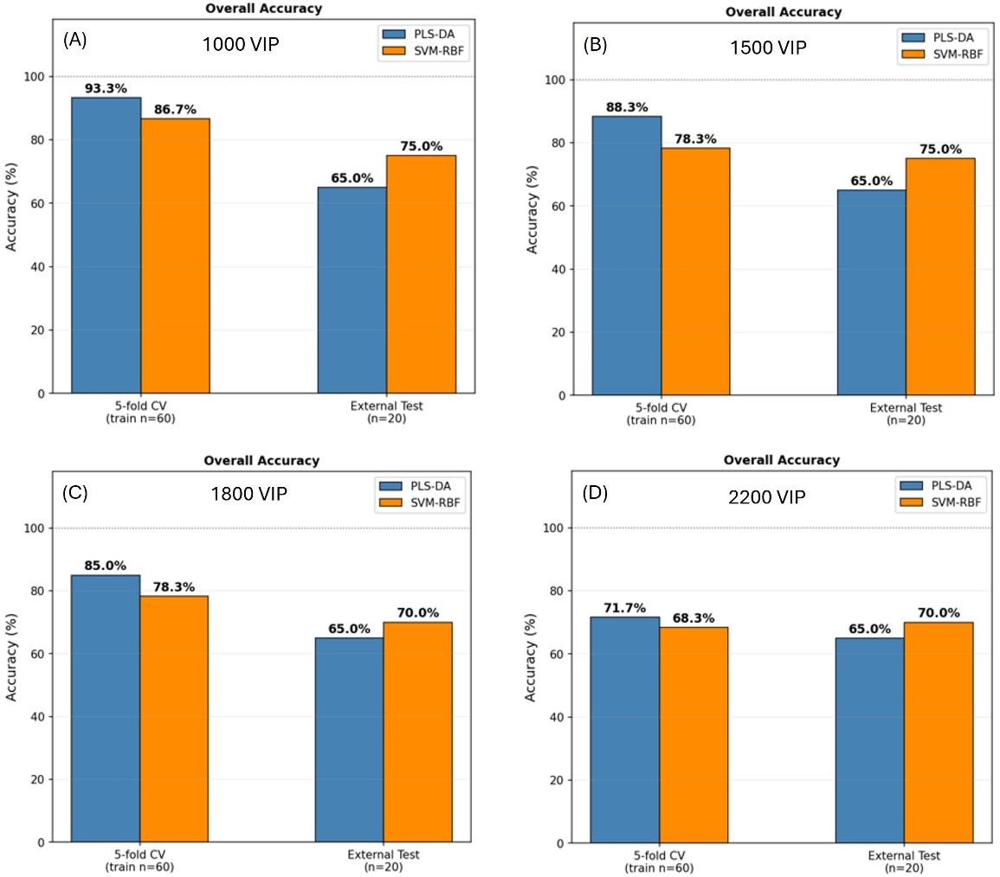 Overall Accuracy
(A)
1000 VIP
PLS-DA
SVM-RBF
Accuracy (%)
100
80
60
40
20
0
93.3%
86.7%
65.0%
75.0%
5-fold CV
(train n=60)
External Test
(n=20)
Overall Accuracy
(B)
1500 VIP
PLS-DA
SVM-RBF
Accuracy (%)
100
80
60
40
20
0
88.3%
78.3%
65.0%
75.0%
5-fold CV
(train n=60)
External Test
(n=20)
Overall Accuracy
(C)
1800 VIP
PLS-DA
SVM-RBF
Accuracy (%)
100
80
60
40
20
0
85.0%
78.3%
65.0%
70.0%
5-fold CV
(train n=60)
External Test
(n=20)
Overall Accuracy
(D)
2200 VIP
PLS-DA
SVM-RBF
Accuracy (%)
100
80
60
40
20
0
71.7%
68.3%
65.0%
70.0%
5-fold CV
(train n=60)
External Test
(n=20)